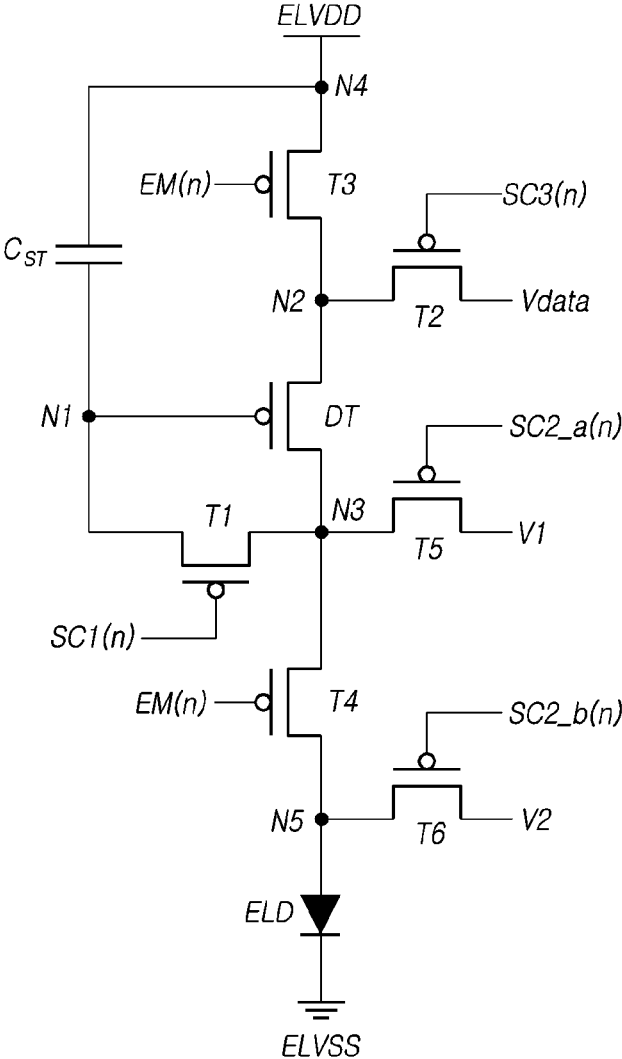 ELVDD
N4
EM(n)
T3
SC3(n)
C_ST
N2
T2
Vdata
N1
DT
SC2_a(n)
T1
N3
T5
V1
SC1(n)
EM(n)
T4
SC2_b(n)
N5
T6
V2
ELD
ELVSS